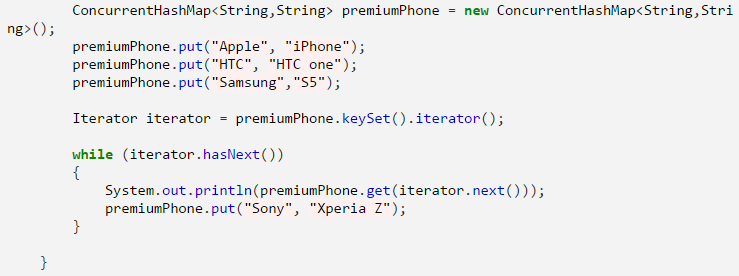 ConcurrentHashMap<String,String> premiumPhone = new ConcurrentHashMap<String,Stri
ng>();
premiumPhone.put("Apple", "iPhone");
premiumPhone.put("HTC", "HTC one");
premiumPhone.put("Samsung","S5");
Iterator iterator = premiumPhone.keySet().iterator();
while (iterator.hasNext())
{
System.out.println(premiumPhone.get(iterator.next()));
premiumPhone.put("Sony", "Xperia Z");
}
}